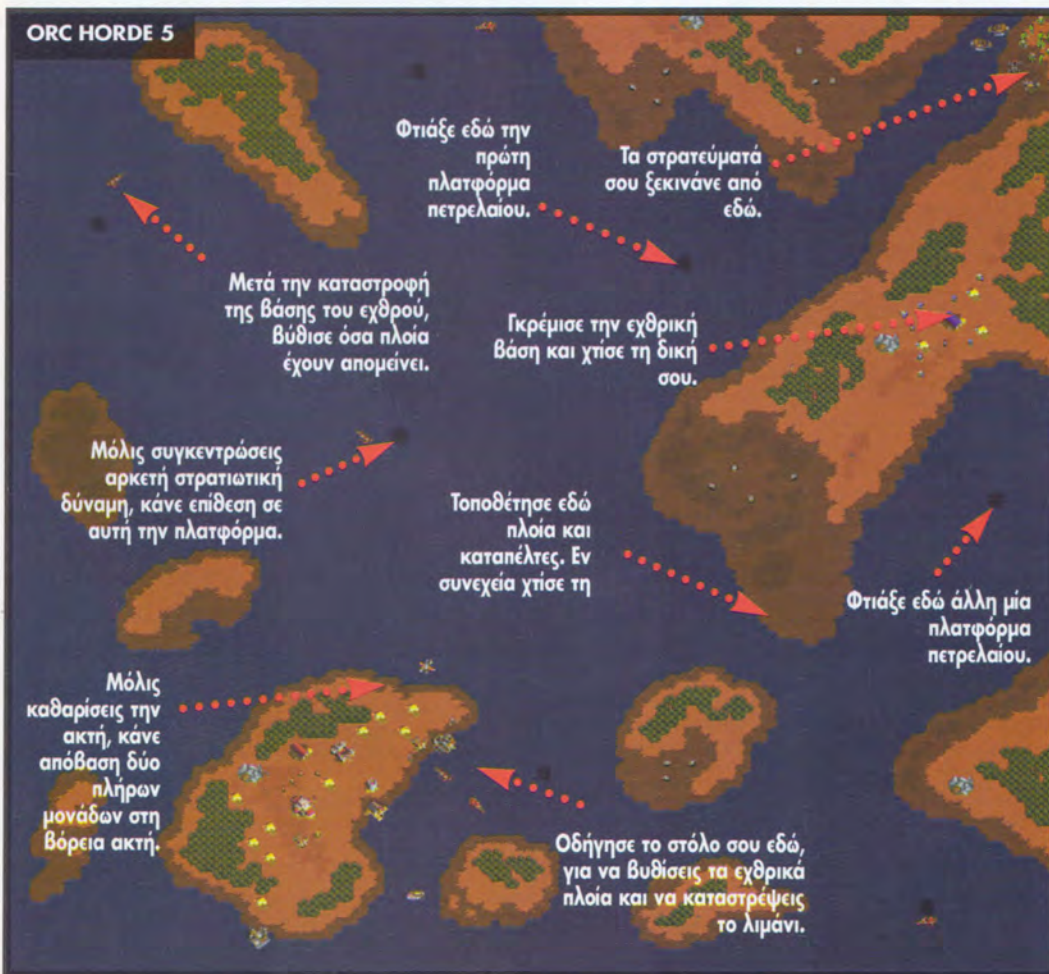 ORC HORDE 5
Φτιάξε εδώ την
πρώτη
πλατφόρμα
πετρελαίου.
Τα στρατεύματά
σου ξεκινάνε από
εδώ.
Μετά την καταστροφή
της βάσης του εχθρού,
βύθισε όσα πλοία
έχουν απομείνει.
Γκρέμισε την εχθρική
βάση και χτίσε τη δική
σου.
Μόλις συγκεντρώσεις
αρκετή στρατιωτική
δύναμη, κάνε επίθεση σε
αυτή την πλατφόρμα.
Τοποθέτησε εδώ
πλοία και
καταπέλτες. Εν
συνεχεία χτίσε τη
Φτιάξε εδώ άλλη μία
πλατφόρμα
πετρελαίου.
Μόλις
καθαρίσεις την
ακτή, κάνε
απόβαση δύο
πλήρων
μονάδων στη
βόρεια ακτή.
Οδήγησε το στόλο σου εδώ,
για να βυθίσεις τα εχθρικά
πλοία και να καταστρέψεις
το λιμάνι.